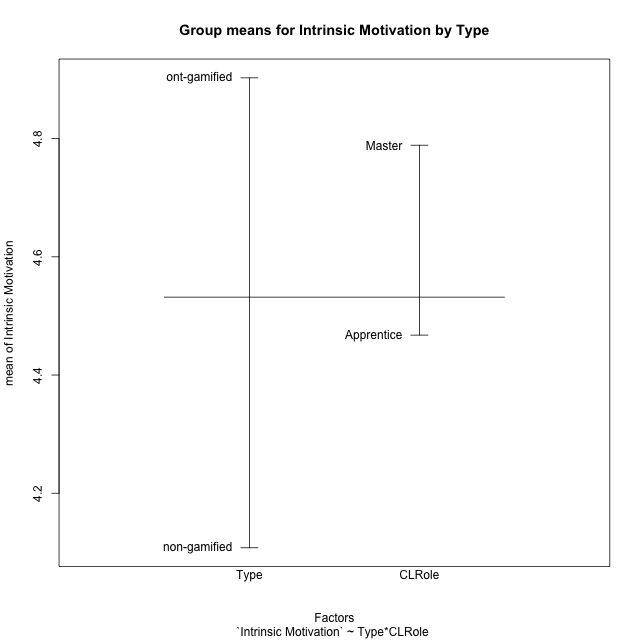 Group means for Intrinsic Motivation by Type
mean of Intrinsic Motivation
4.8
4.6
4.4
4.2
ont-gamified
non-gamified
Master
Apprentice
Type
CLRole
Factors
`Intrinsic Motivation` ~ Type*CLRole